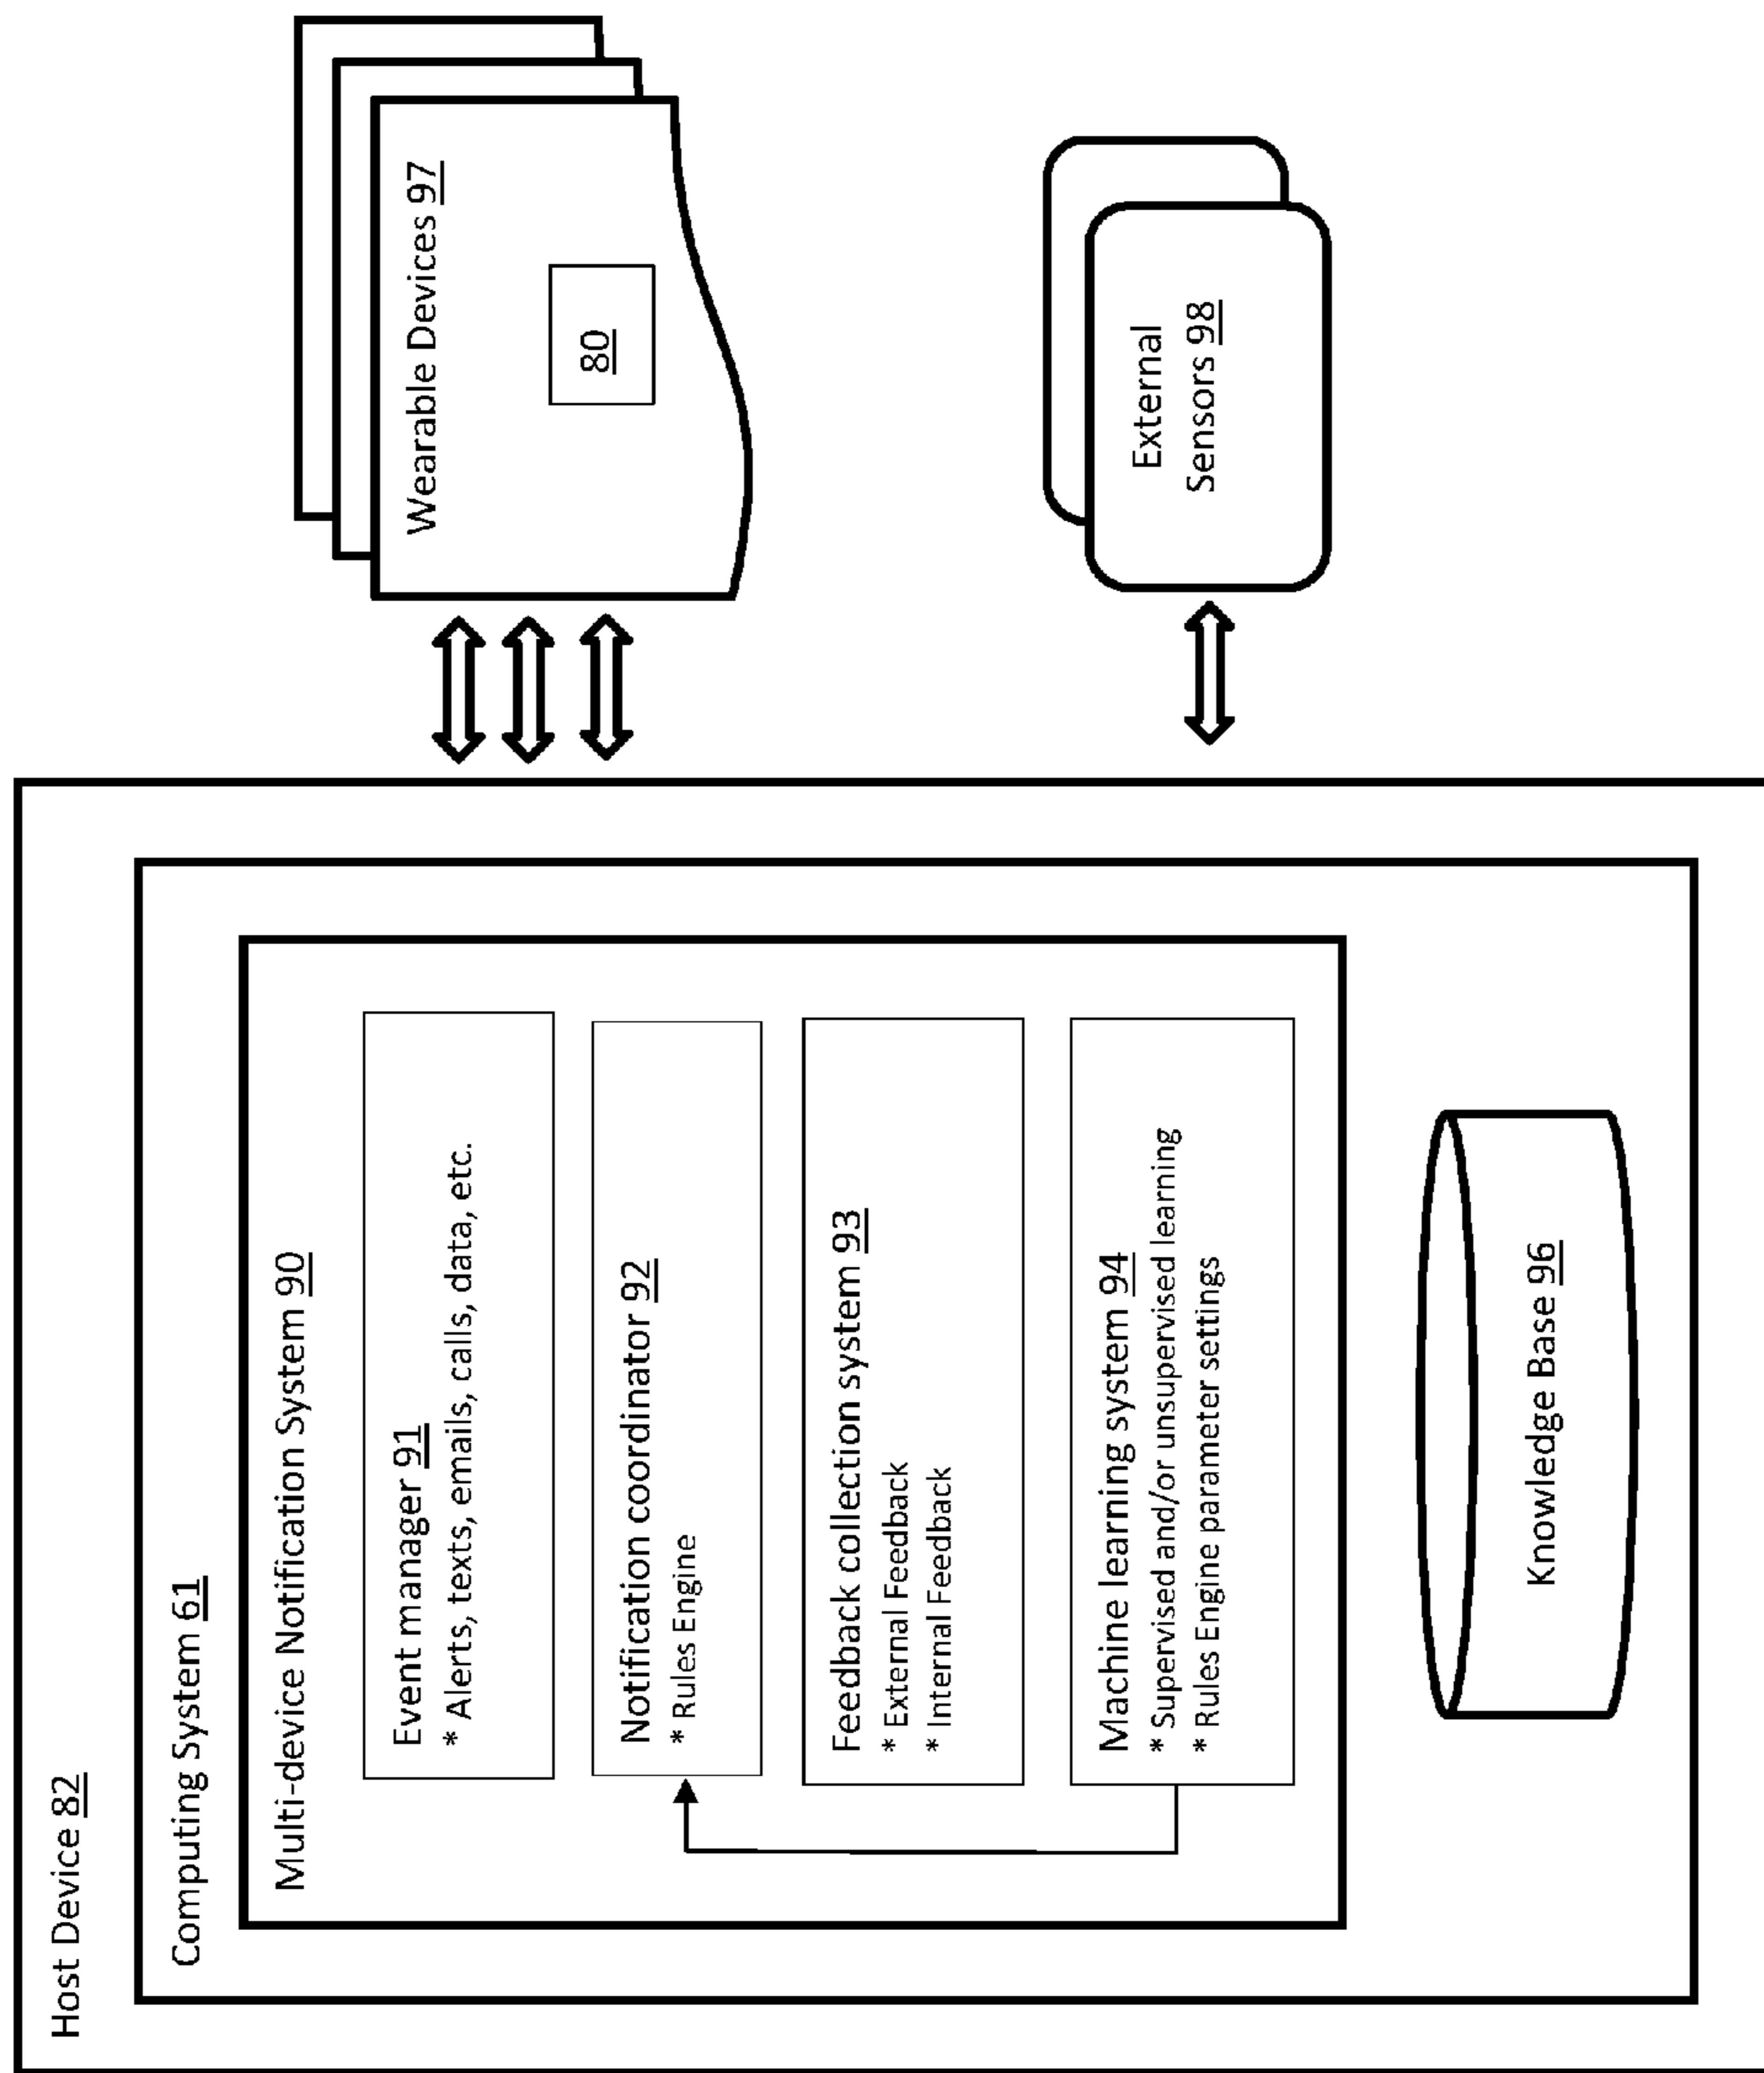 Host Device 82
Computing System 61
Multi-device Notification System 90
Event manager 91
* Alerts, texts, emails, calls, data, etc.
Notification coordinator 92
* Rules Engine
Feedback collection system 93
* External Feedback
* Internal Feedback
Machine learning system 94
* Supervised and/or unsupervised learning
* Rules Engine parameter settings
Knowledge Base 96
Wearable Devices 97
80
External
Sensors 98